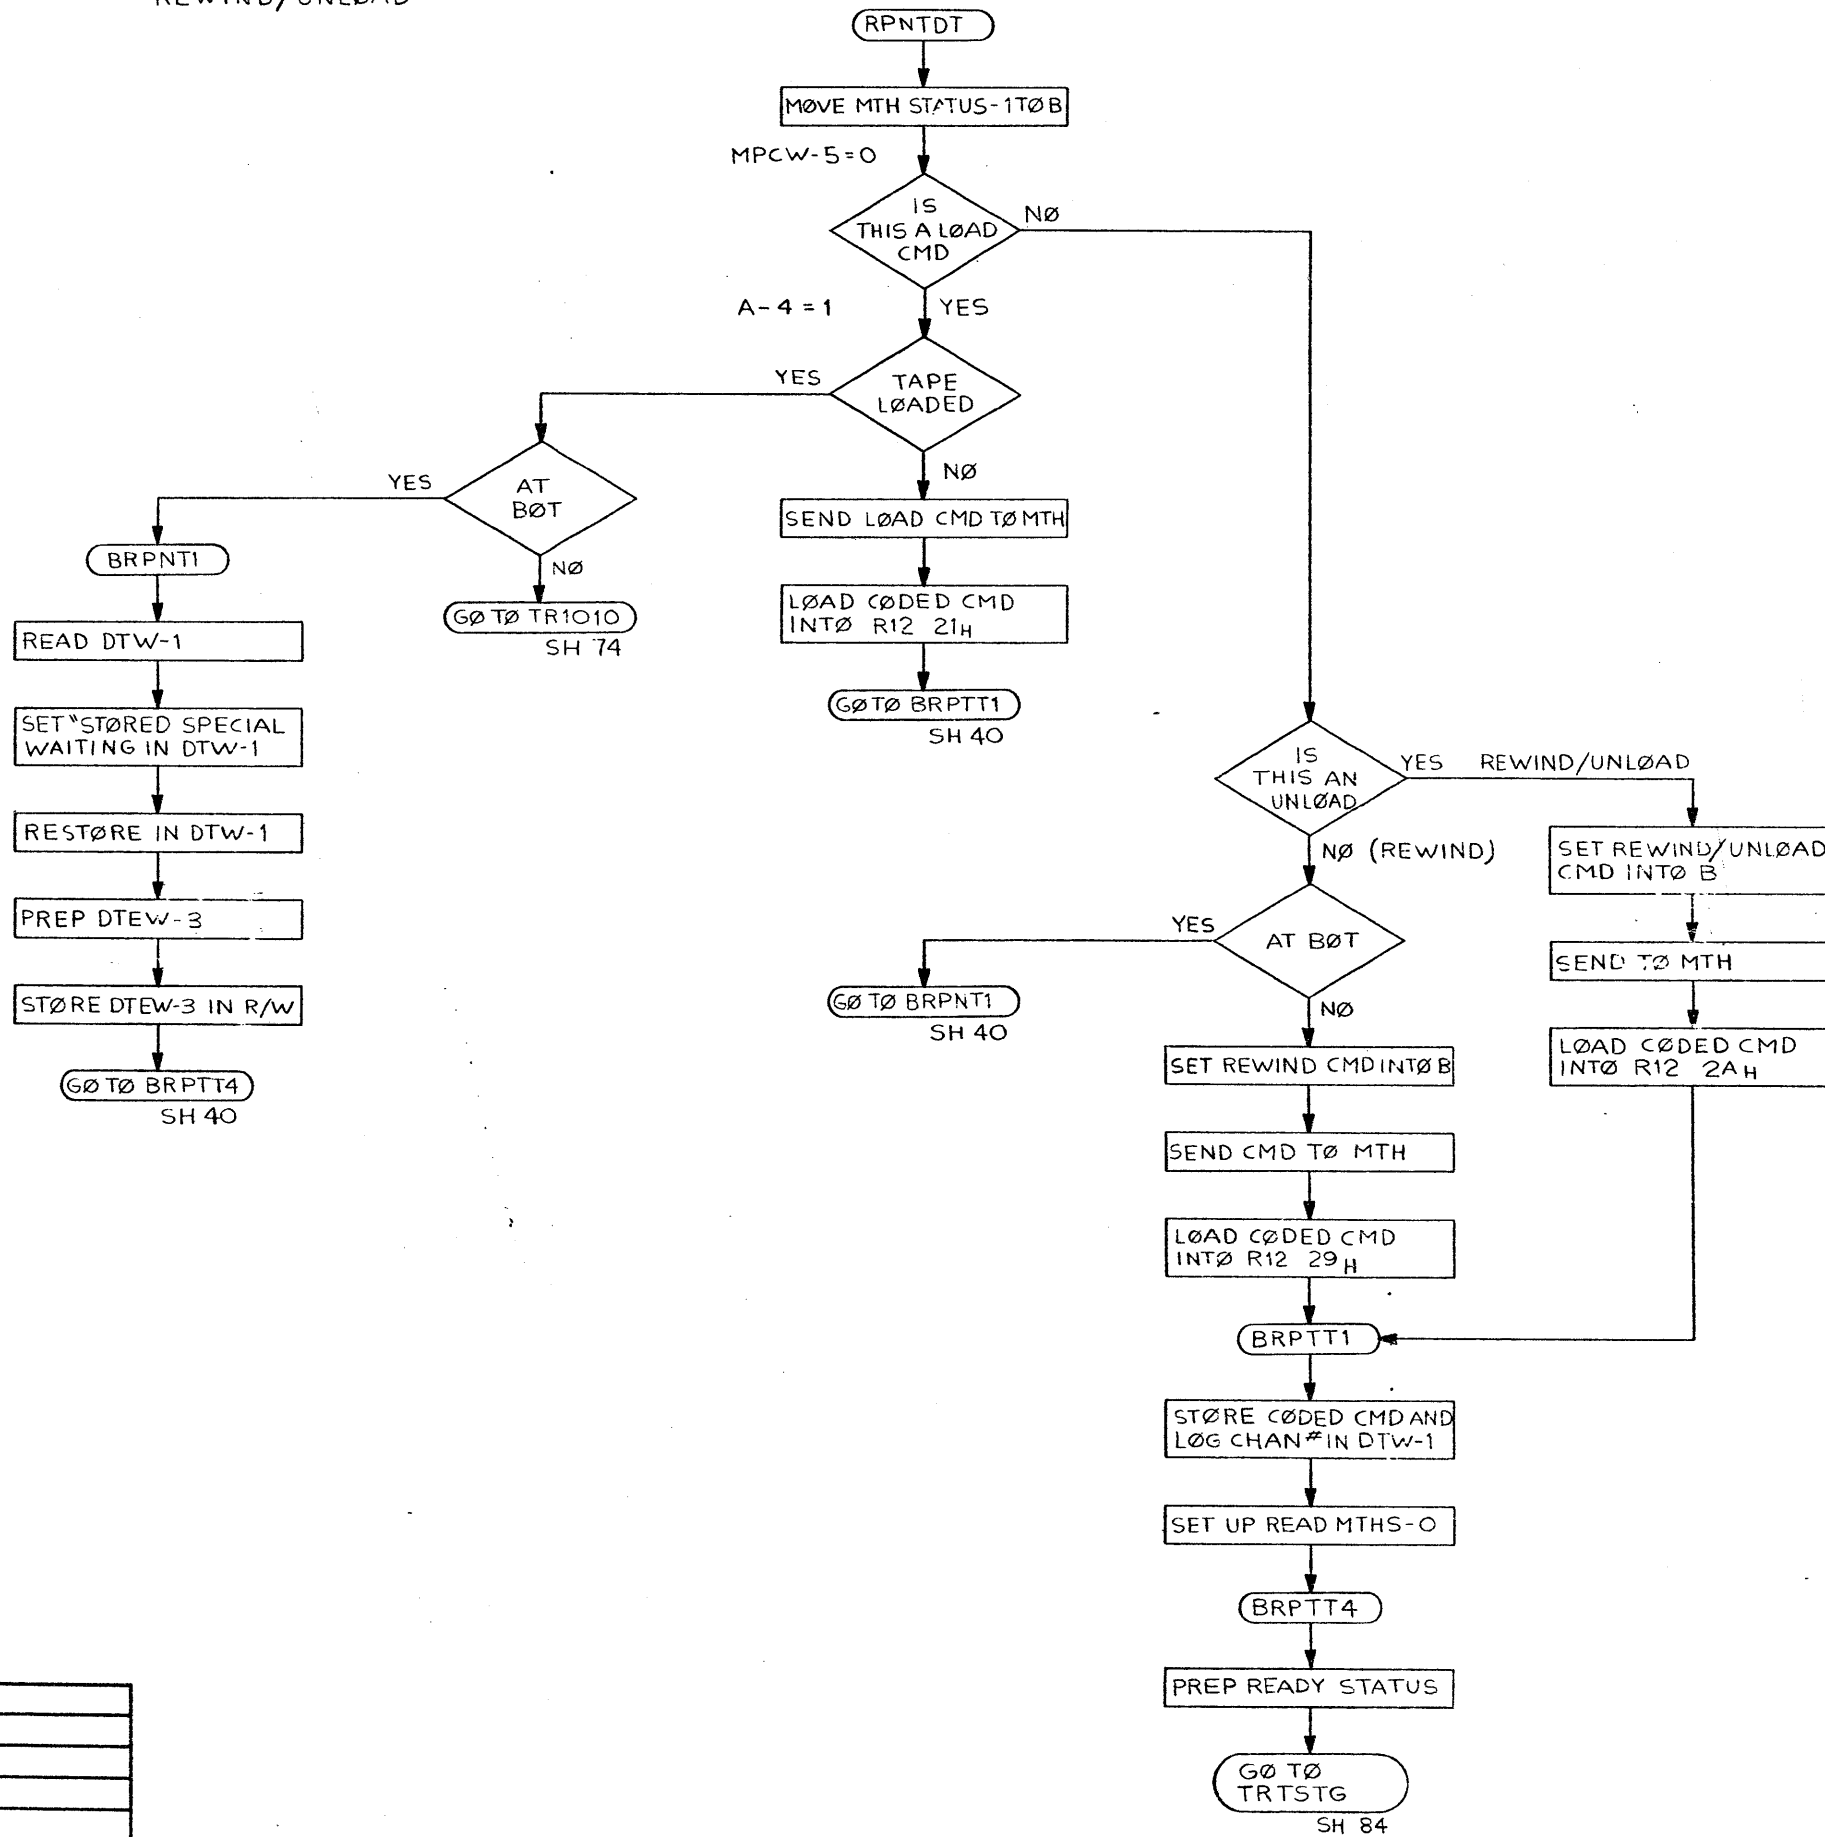 REWIND/UNLØAD
RPNTDT
MØVE MTH STATUS-1TØB
MPCW-5=0
IS
THIS A LØAD
CMD
NØ
A-4=1
YES
YES
TAPE
LØADED
YES
AT
BØT
NØ
SEND LØAD CMD TØ MTH
BRPNT1
NØ
LØAD CØDED CMD
INTØ R12 21H
GØ TØ TR1010
SH 74
READ DTW-1
GØ TØ BRPTT1
SH 40
SET "STØRED SPECIAL
WAITING IN DTW-1
IS
THIS AN
UNLØAD
YES REWIND/UNLØAD
RESTØRE IN DTW-1
NØ (REWIND)
SET REWIND/UNLØAD
CMD INTØ B
PREP DTEW-3
YES
AT BØT
SEND TØ MTH
STØRE DTEW-3 IN R/W
GØ TØ BRPNT1
SH 40
NØ
LØAD CØDED CMD
INTØ R12 2AH
GØ TØ BRPTT4
SH 40
SET REWIND CMD INTØ B
SEND CMD TØ MTH
LØAD CØDED CMD
INTØ R12 29H
BRPTT1
STØRE CØDED CMD AND
LØG CHAN# IN DTW-1
SET UP READ MTHS-0
BRPTT4
PREP READY STATUS
GØ TØ
TRTSTG
SH 84